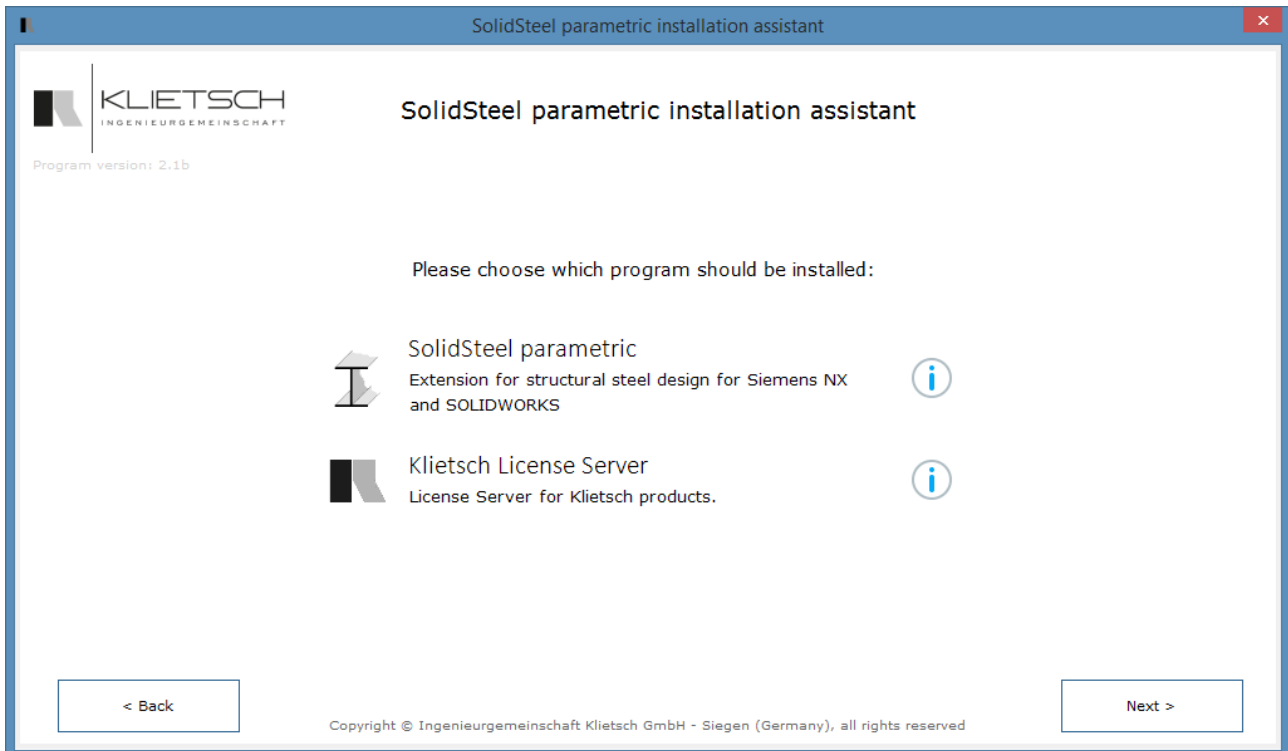 SolidSteel parametric installation assistant
KLIETSCH
INGENIEURGEMEINSCHAFT
SolidSteel parametric installation assistant
Program version: 2.1b
Please choose which program should be installed:
SolidSteel parametric
Extension for structural steel design for Siemens NX
and SOLIDWORKS
Klietsch License Server
License Server for Klietsch products.
< Back
Next >
Copyright © Ingenieurgemeinschaft Klietsch GmbH - Siegen (Germany), all rights reserved